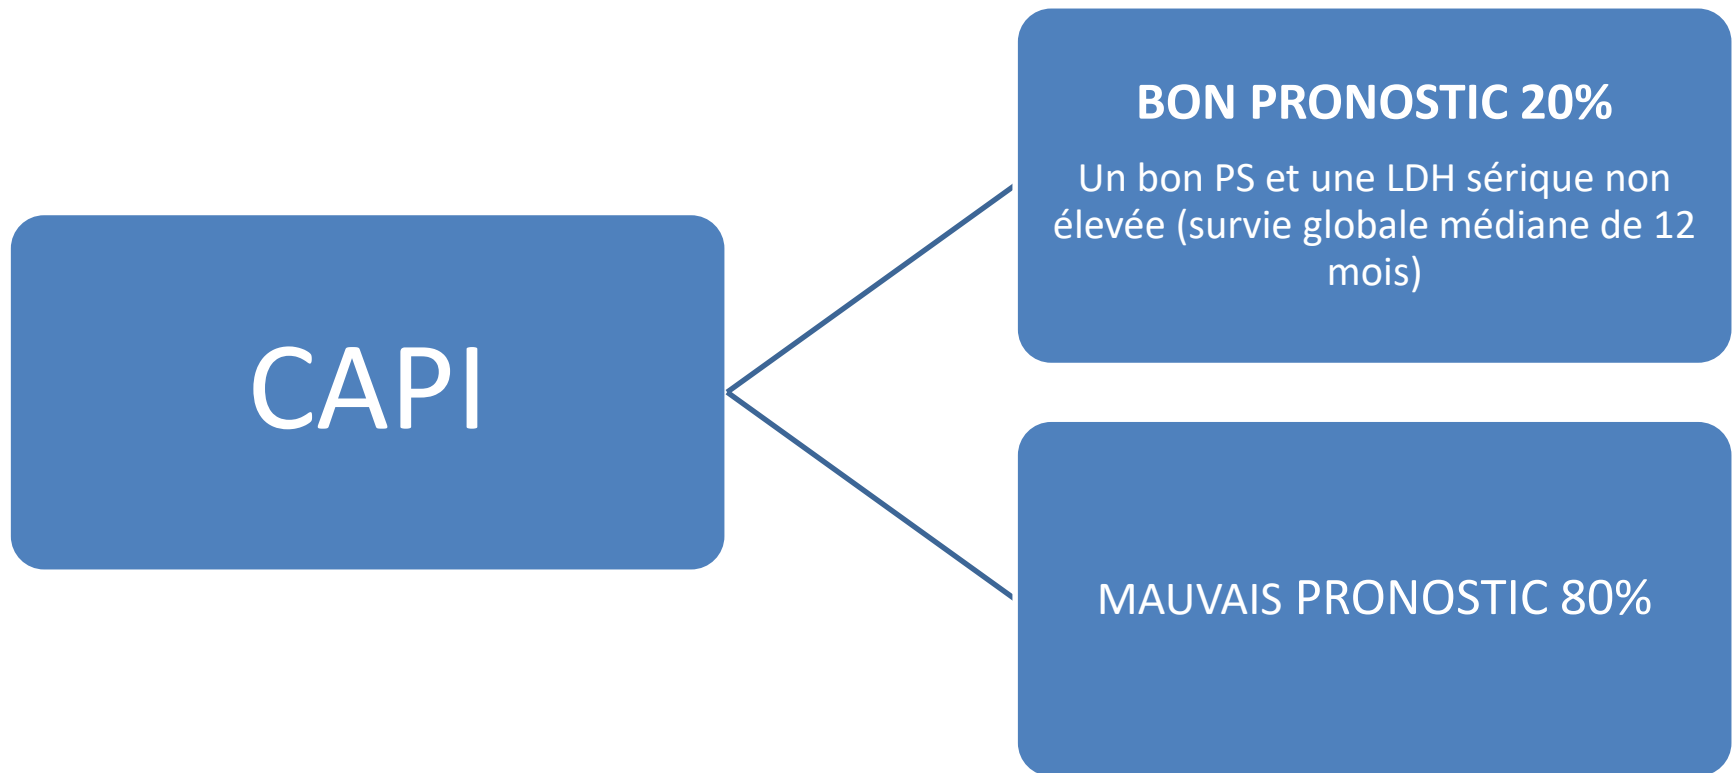 CAPI
BON PRONOSTIC 20%
Un bon PS et une LDH sérique non
élevée (survie globale médiane de 12
mois)
MAUVAIS PRONOSTIC 80%